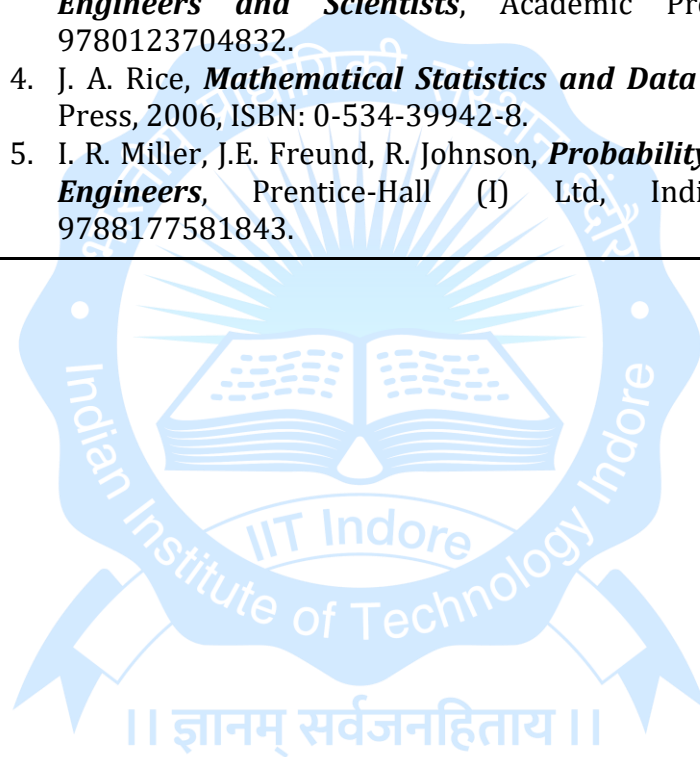 Engineers and Scientists, Academic Pre
9780123704832.
4. J. A. Rice, Mathematical Statistics and Data
Press, 2006, ISBN: 0-534-39942-8.
5. I. R. Miller, J.E. Freund, R. Johnson, Probability
Engineers, Prentice-Hall (I) Ltd, Indi
9788177581843.
Indian Institute of Technology Indore
IIT Indore
।। ज्ञानम् सर्वजनहिताय ।।